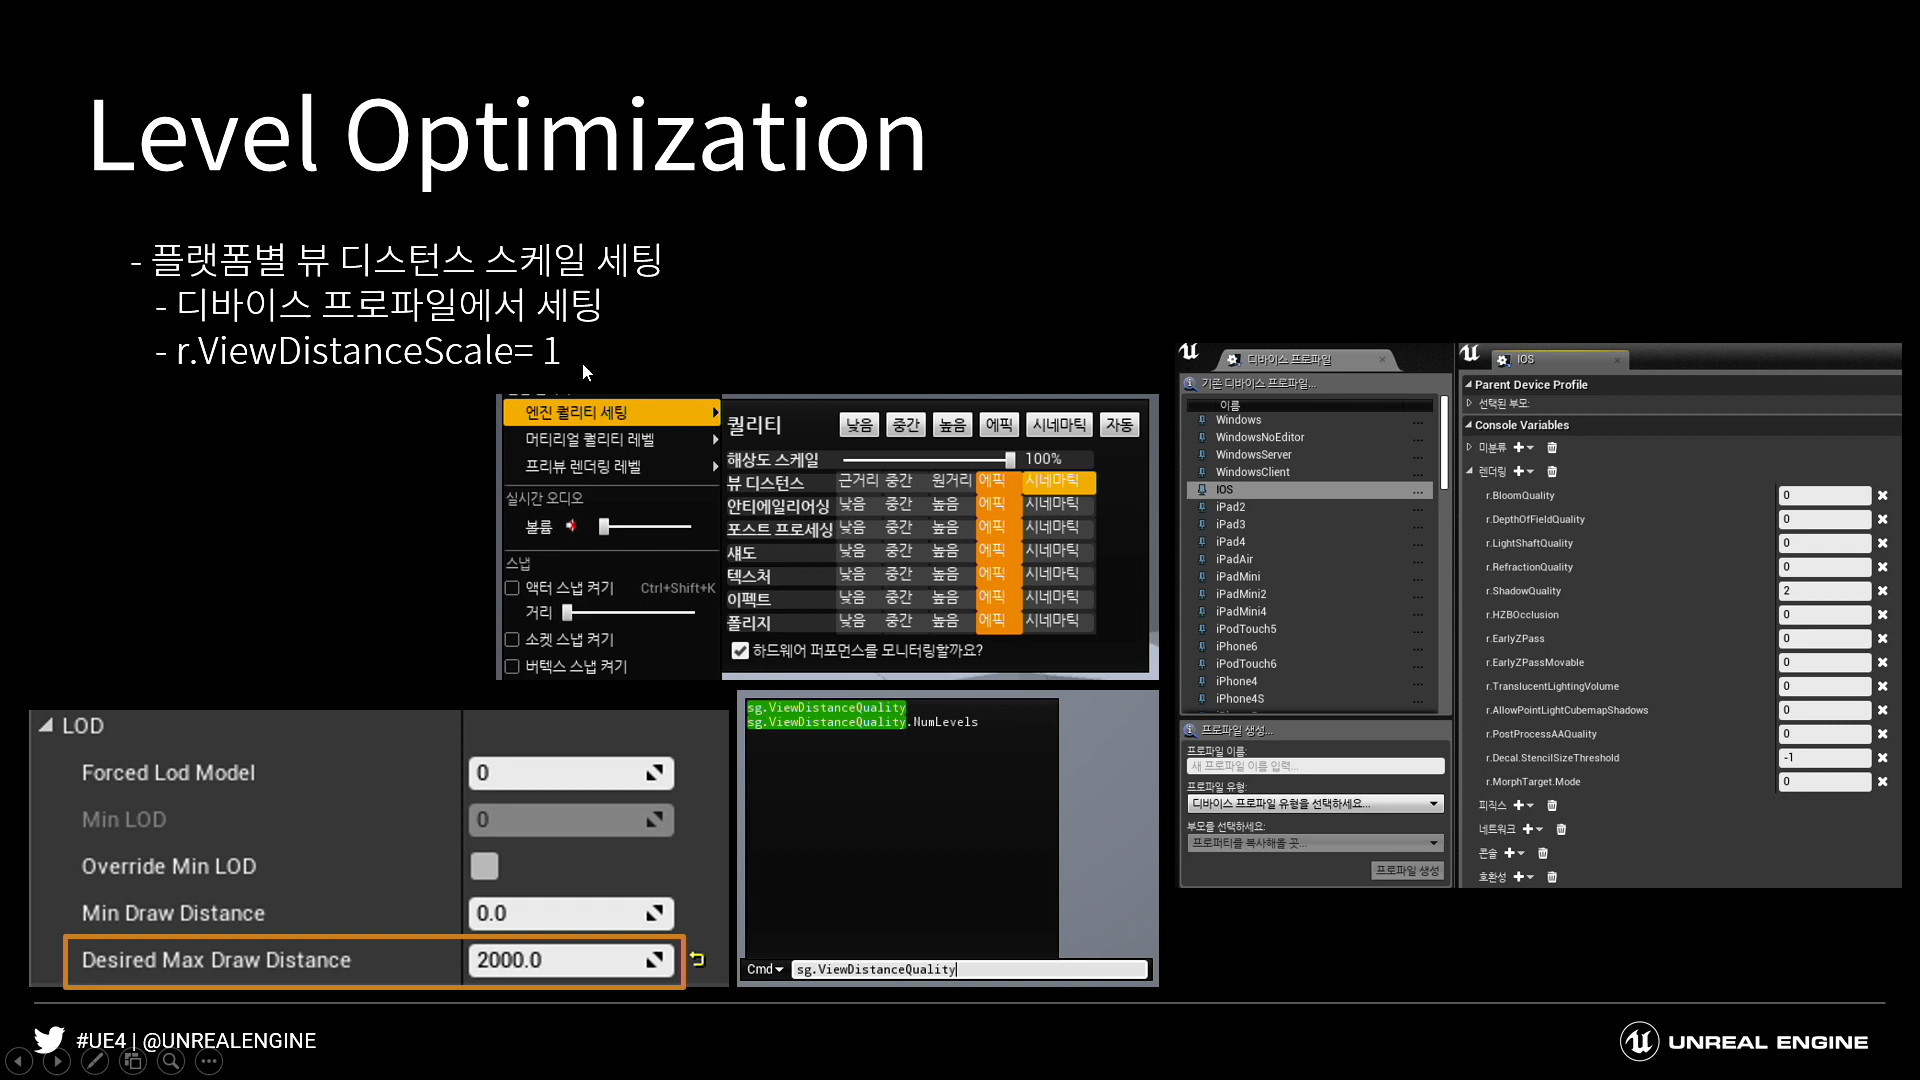 Level Optimization
- 플랫폼별 뷰 디스턴스 스케일 세팅
- 디바이스 프로파일에서 세팅
- r.ViewDistanceScale= 1
엔진 퀄리티 세팅
머티리얼 퀄리티 레벨
프리뷰 렌더링 레벨
실시간 오디오
볼륨
스냅
액터 스냅 켜기 Ctrl+Shift+K
거리
소켓 스냅 켜기
버텍스 스냅 켜기
퀄리티 낮음 중간 높음 에픽 시네마틱 자동
해상도 스케일 100%
뷰 디스턴스 근거리 중간 원거리 에픽 시네마틱
안티에일리어싱 낮음 중간 높음 에픽 시네마틱
포스트 프로세싱 낮음 중간 높음 에픽 시네마틱
섀도 낮음 중간 높음 에픽 시네마틱
텍스처 낮음 중간 높음 에픽 시네마틱
이펙트 낮음 중간 높음 에픽 시네마틱
폴리지 낮음 중간 높음 에픽 시네마틱
하드웨어 퍼포먼스를 모니터링할까요?
LOD
Forced Lod Model 0
Min LOD 0
Override Min LOD
Min Draw Distance 0.0
Desired Max Draw Distance 2000.0
sg.ViewDistanceQuality
sg.ViewDistanceQuality.NumLevels
Cmd sg.ViewDistanceQuality
디바이스 프로파일
기존 디바이스 프로파일...
이름
Windows ...
WindowsNoEditor ...
WindowsServer ...
WindowsClient ...
IOS ...
iPad2 ...
iPad3 ...
iPad4 ...
iPadAir ...
iPadMini ...
iPadMini2 ...
iPadMini4 ...
iPodTouch5 ...
iPhone6 ...
iPodTouch6 ...
iPhone4 ...
iPhone4S ...
프로파일 생성...
프로파일 이름:
새 프로파일 이름 입력...
프로파일 유형:
디바이스 프로파일 유형을 선택하세요...
부모를 선택하세요:
프로퍼티를 복사해올 곳...
프로파일 생성
IOS
Parent Device Profile
선택된 부모:
Console Variables
미분류
렌더링
r.BloomQuality 0
r.DepthOfFieldQuality 0
r.LightShaftQuality 0
r.RefractionQuality 0
r.ShadowQuality 2
r.HZBOcclusion 0
r.EarlyZPass 0
r.EarlyZPassMovable 0
r.TranslucentLightingVolume 0
r.AllowPointLightCubemapShadows 0
r.PostProcessAAQuality 0
r.Decal.StencilSizeThreshold -1
r.MorphTarget.Mode 0
피직스
네트워크
콘솔
호환성
#UE4 | @UNREALENGINE
UNREAL ENGINE